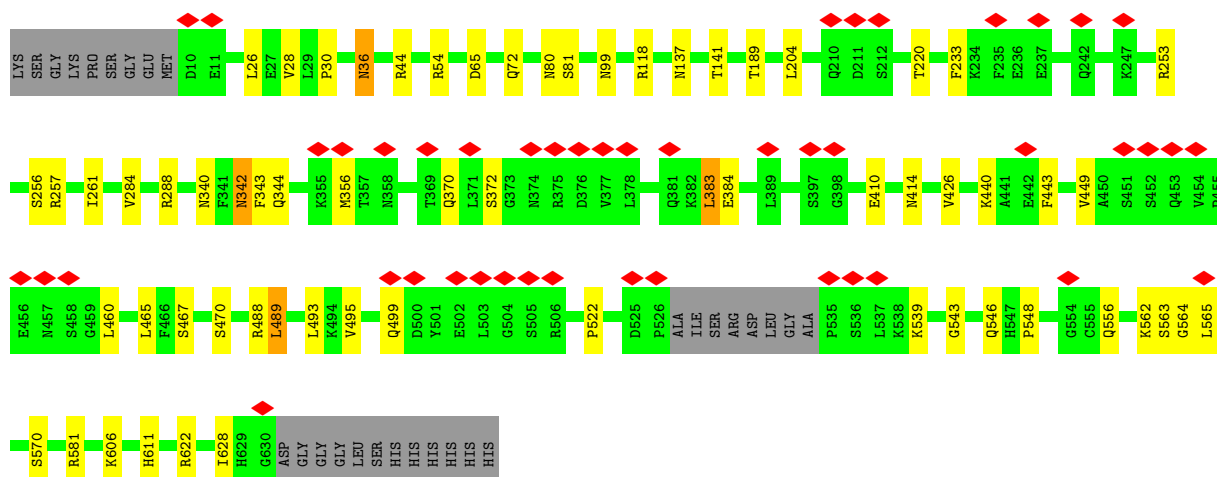 LYS SER GLY LYS PRO SER GLY GLU MET D10 E11 L26 E27 V28 L29 P30 N36 R44 R54 D65 Q72 N80 S81 N99 R118 N137 T141 T189 L204 Q210 D211 S212 T220 F233 K234 F235 E236 E237 Q242 K247 R253
S256 R257 I261 V284 R288 N340 F341 N342 F343 Q344 K355 M356 T357 N358 T369 Q370 L371 S372 G373 N374 R375 D376 V377 L378 Q381 K382 L383 E384 L389 S397 G398 E410 N414 V426 K440 A441 E442 F443 V449 A450 S451 S452 Q453 V454
E456 N457 S458 G459 L460 L465 F466 S467 S470 R488 L489 L493 K494 V495 Q499 D500 Y501 E502 L503 G504 S505 R506 P522 D525 P526 ALA ILE SER ARG ASP LEU GLY ALA P535 S536 L537 K538 K539 G543 Q546 H547 P548 G554 C555 Q556 K562 S563 G564 L565
S570 R581 K606 H611 R622 I628 H629 G630 ASP GLY GLY GLY LEU SER HIS HIS HIS HIS HIS HIS